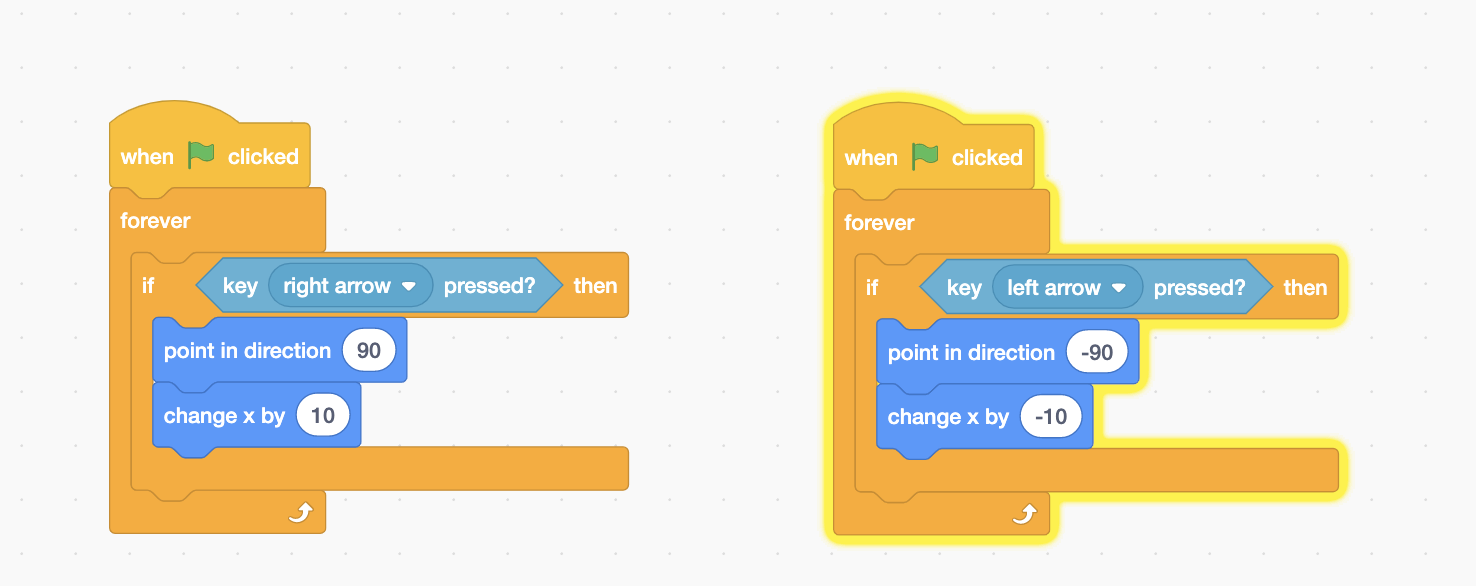 when clicked
forever
if key right arrow pressed? then
point in direction 90
change x by 10
when clicked
forever
if key left arrow pressed? then
point in direction -90
change x by -10